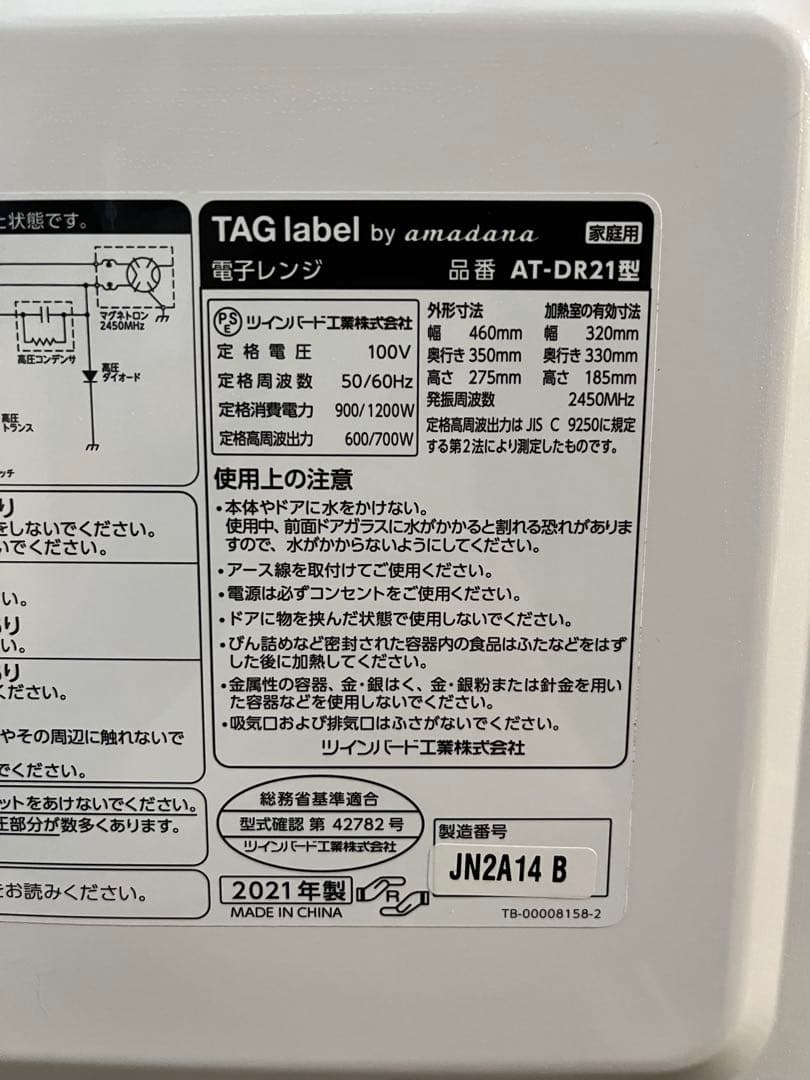 と状態です。
マグネトロン
2450MHz
高圧コンデンサ
高圧
ダイオード
高圧
トランス
ッチ
り
をしないでください。
いでください。
い。
り
い。
り
ください。
やその周辺に触れないで
でください。
ットをあけないでください。
圧部分が数多くあります。
をお読みください。
TAG label by amadana 家庭用
電子レンジ 品番 AT-DR21型
PSE ツインバード工業株式会社
定格電圧 100V
定格周波数 50/60Hz
定格消費電力 900/1200W
定格高周波出力 600/700W
外形寸法 加熱室の有効寸法
幅 460mm 幅 320mm
奥行き 350mm 奥行き 330mm
高さ 275mm 高さ 185mm
発振周波数 2450MHz
定格高周波出力は JIS C 9250に規定
する第2法により測定したものです。
使用上の注意
・本体やドアに水をかけない。
使用中、前面ドアガラスに水がかかると割れる恐れがありま
すので、水がかからないようにしてください。
・アース線を取付けてご使用ください。
・電源は必ずコンセントをご使用ください。
・ドアに物を挟んだ状態で使用しないでください。
・びん詰めなど密封された容器内の食品はふたなどをはず
した後に加熱してください。
・金属性の容器、金・銀はく、金・銀粉または針金を用い
た容器などを使用しないでください。
・吸気口および排気口はふさがないでください。
ツインバード工業株式会社
総務省基準適合
型式確認 第 42782 号
ツインバード工業株式会社
製造番号
JN2A14 B
2021年製 R
MADE IN CHINA
TB-00008158-2